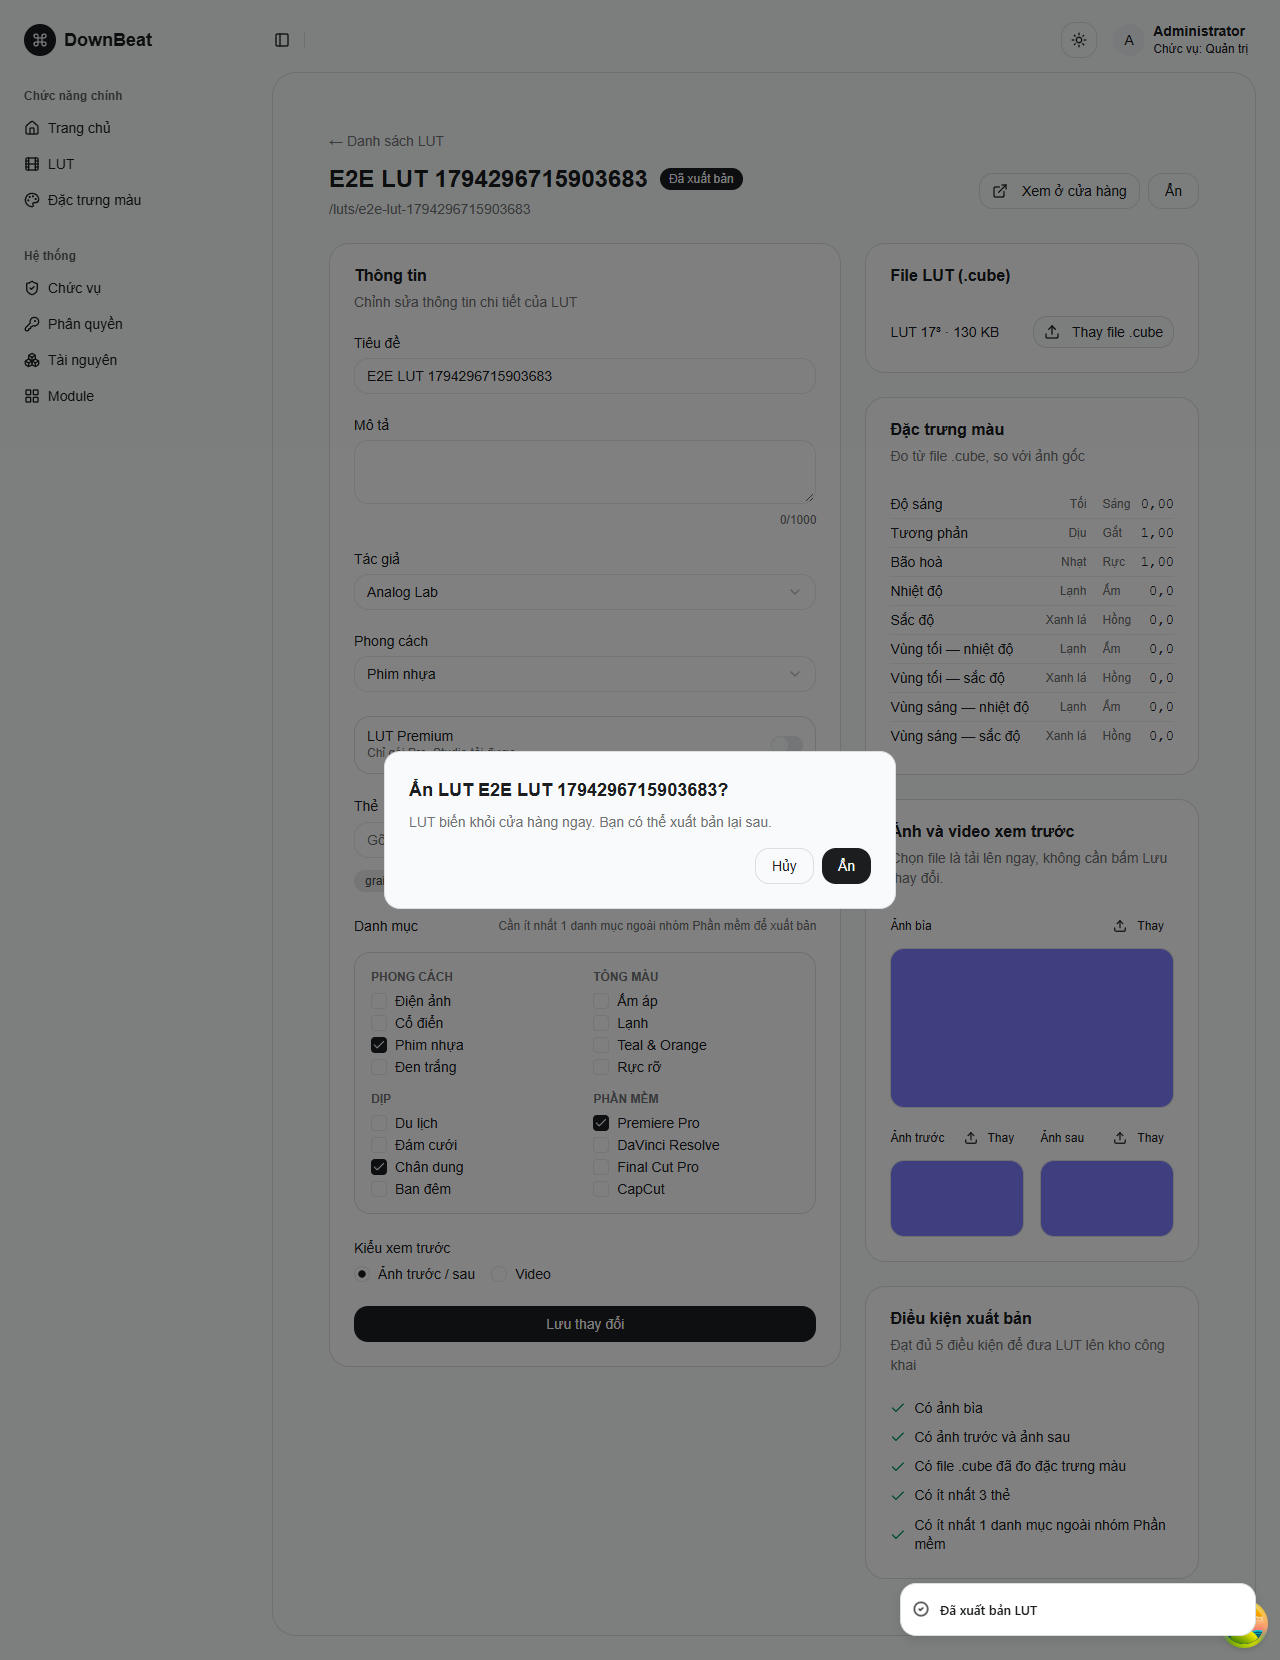 DownBeat
Administrator
A
Chức vụ: Quản trị
Chức năng chính
Trang chủ
LUT
Đặc trưng màu
Hệ thống
Chức vụ
Phân quyền
Tài nguyên
Module
← Danh sách LUT
E2E LUT 1794296715903683
Đã xuất bản
/luts/e2e-lut-1794296715903683
Xem ở cửa hàng
Ẩn
Thông tin
Chỉnh sửa thông tin chi tiết của LUT
Tiêu đề
E2E LUT 1794296715903683
Mô tả
0/1000
Tác giả
Analog Lab
Phong cách
Phim nhựa
LUT Premium
Thẻ
Danh mục
Cần ít nhất 1 danh mục ngoài nhóm Phần mềm để xuất bản
PHONG CÁCH
Điện ảnh
Cổ điển
Phim nhựa
Đen trắng
TÔNG MÀU
Ấm áp
Lạnh
Teal & Orange
Rực rỡ
DỊP
Du lịch
Đám cưới
Chân dung
Ban đêm
PHẦN MỀM
Premiere Pro
DaVinci Resolve
Final Cut Pro
CapCut
Kiểu xem trước
Ảnh trước / sau
Video
Lưu thay đổi
File LUT (.cube)
LUT 17³ · 130 KB
Thay file .cube
Đặc trưng màu
Đo từ file .cube, so với ảnh gốc
Độ sáng Tối Sáng 0,00
Tương phản Dịu Gắt 1,00
Bão hoà Nhạt Rực 1,00
Nhiệt độ Lạnh Ấm 0,0
Sắc độ Xanh lá Hồng 0,0
Vùng tối — nhiệt độ Lạnh Ấm 0,0
Vùng tối — sắc độ Xanh lá Hồng 0,0
Vùng sáng — nhiệt độ Lạnh Ấm 0,0
Vùng sáng — sắc độ Xanh lá Hồng 0,0
Ẩn LUT E2E LUT 1794296715903683?
LUT biến khỏi cửa hàng ngay. Bạn có thể xuất bản lại sau.
Hủy
Ẩn
Ảnh và video xem trước
Chọn file là tải lên ngay, không cần bấm Lưu
thay đổi.
Ảnh bìa
Thay
Ảnh trước
Thay
Ảnh sau
Thay
Điều kiện xuất bản
Đạt đủ 5 điều kiện để đưa LUT lên kho công
khai
Có ảnh bìa
Có ảnh trước và ảnh sau
Có file .cube đã đo đặc trưng màu
Có ít nhất 3 thẻ
Có ít nhất 1 danh mục ngoài nhóm Phần
mềm
Đã xuất bản LUT